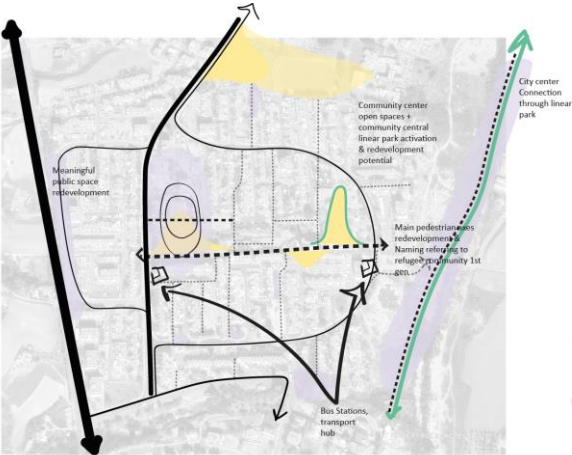 City center
Connection
through linear
park
Community center
open spaces +
community central
linear park activation
& redevelopment
potential
Meaningful
public space
redevelopment
Main pedestrian axes
redevelopment &
Naming referring to
refugee community 1st
gen.
Bus Stations,
transport
hub